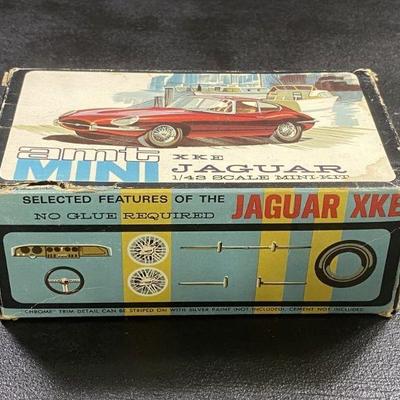 amt
MINI
XKE
JAGUAR
1/43 SCALE MINI-KIT
SELECTED FEATURES OF THE
NO GLUE REQUIRED
JAGUAR XKE
"CHROME" TRIM DETAIL CAN BE STRIPED ON WITH SILVER PAINT (NOT INCLUDED), CEMENT NOT INCLUDED